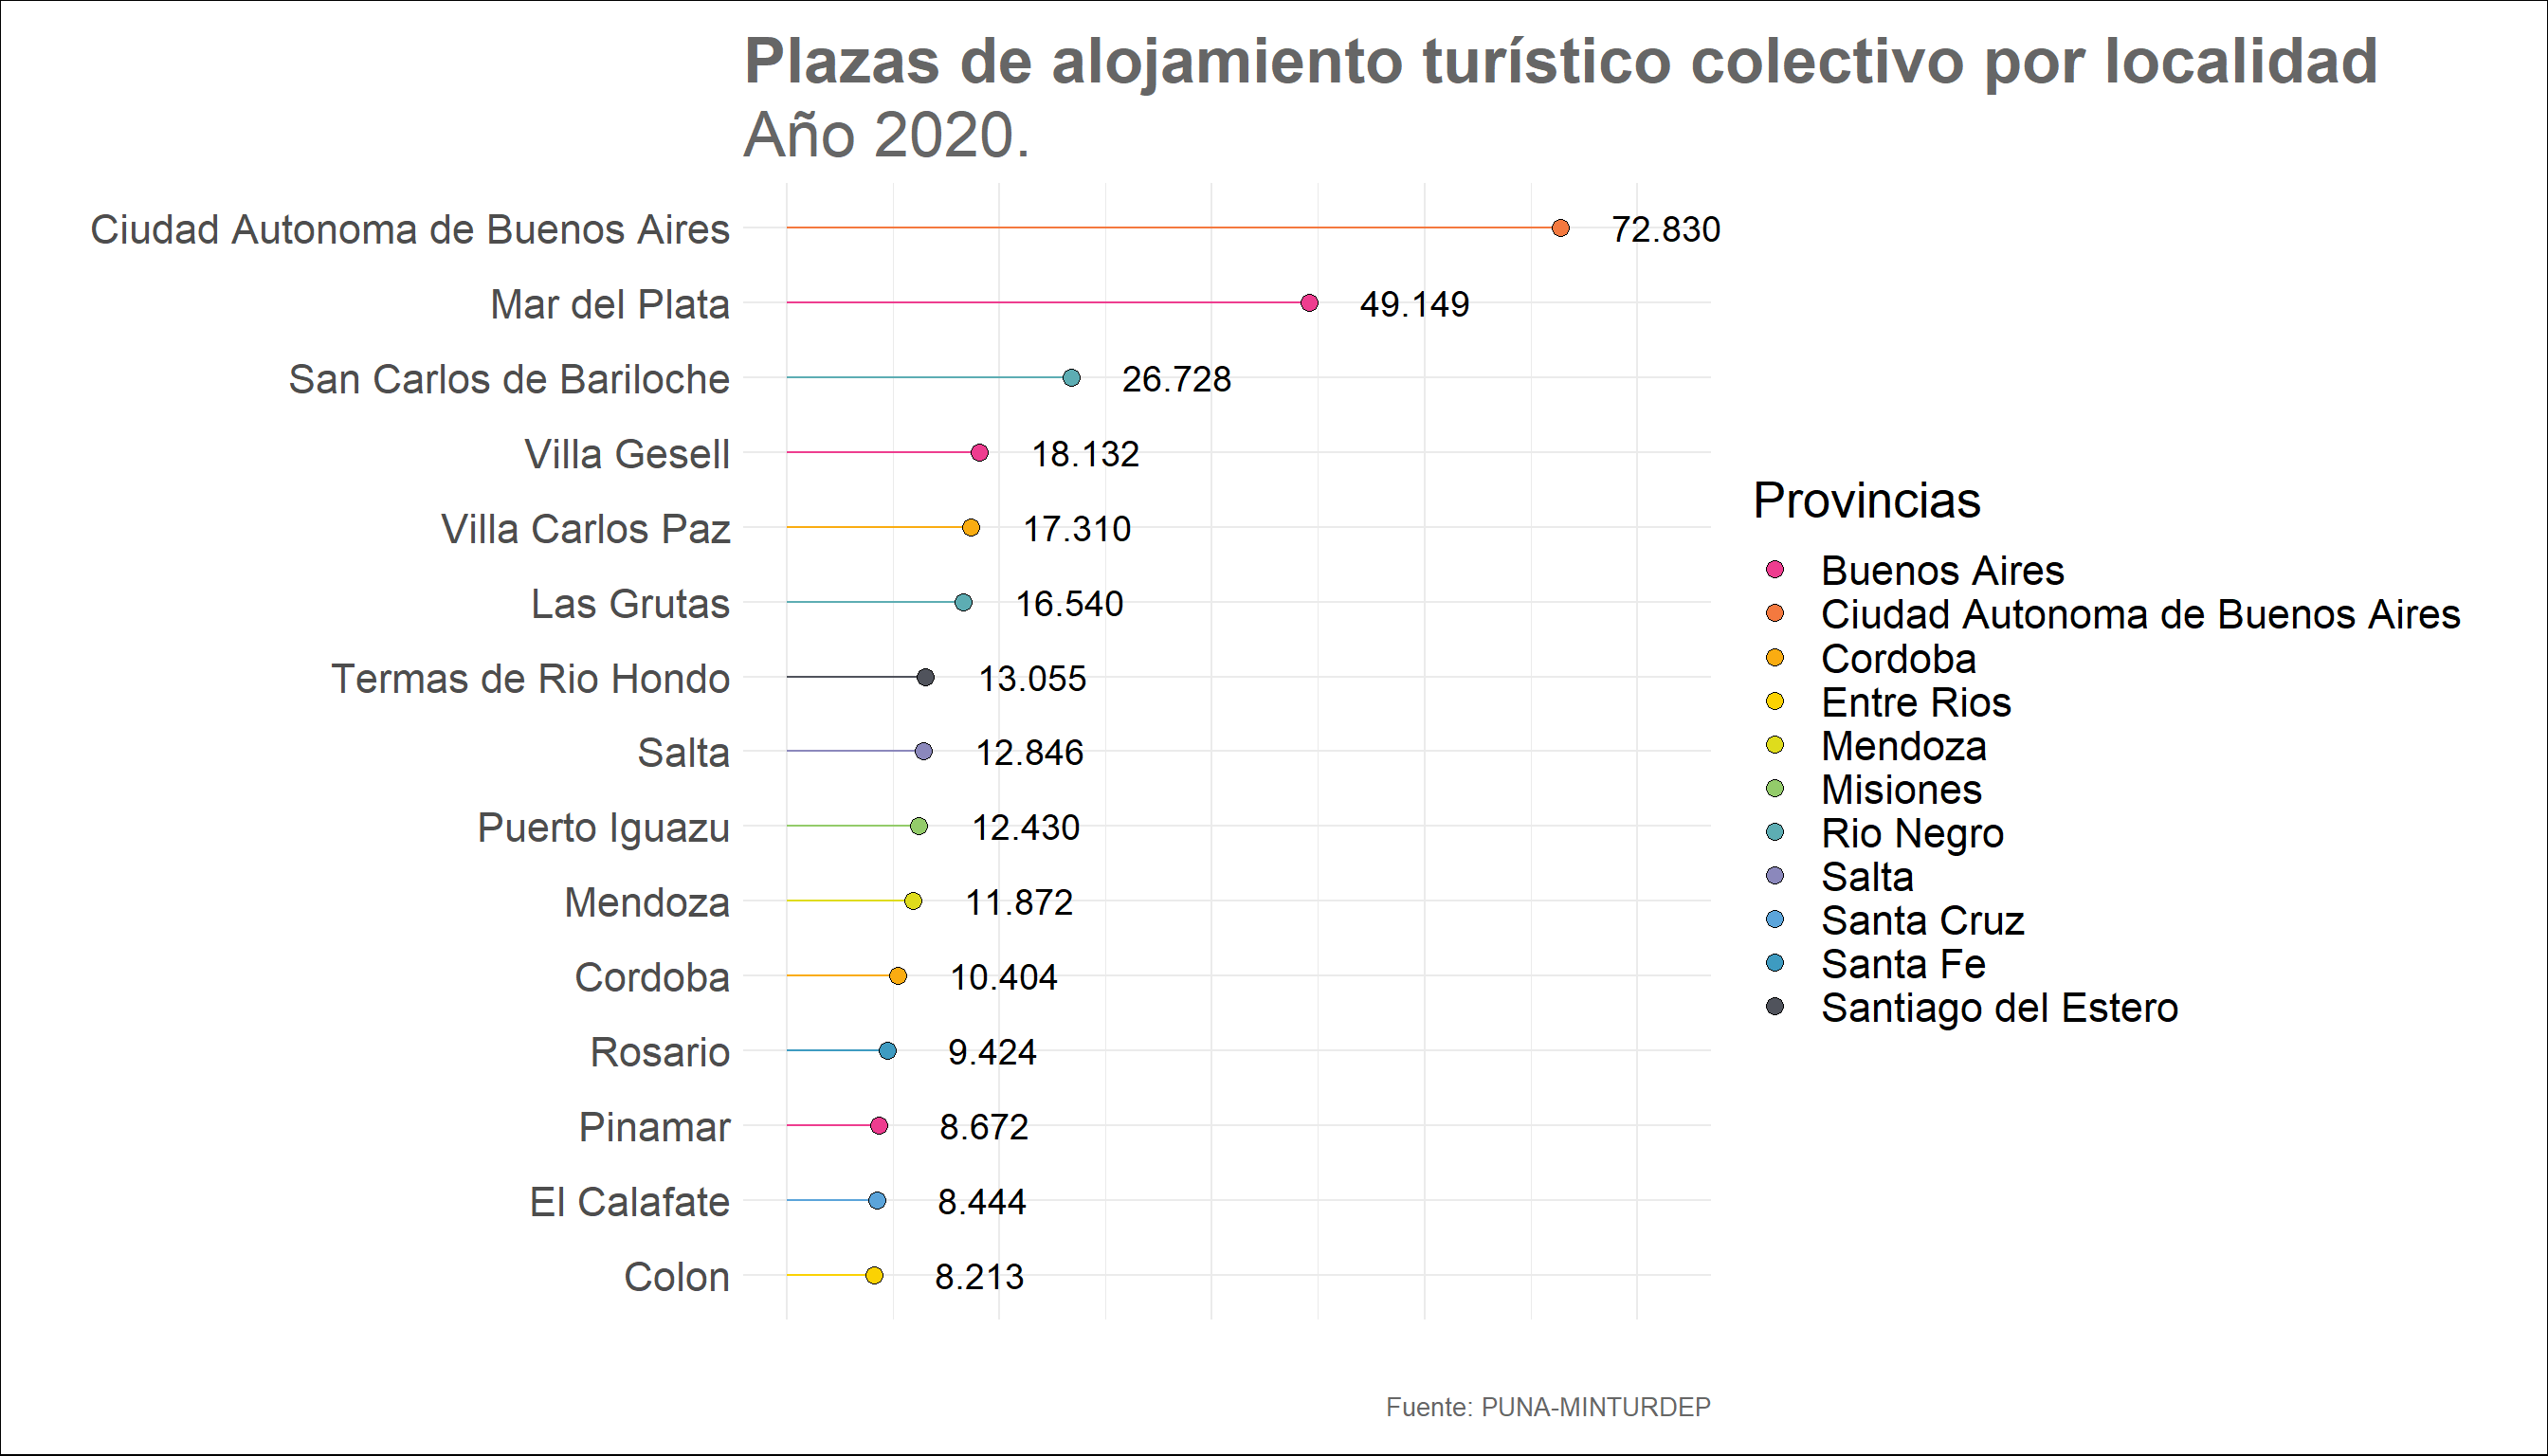 Plazas de alojamiento turístico colectivo por localidad
Año 2020.
Ciudad Autonoma de Buenos Aires 72.830
Mar del Plata 49.149
San Carlos de Bariloche 26.728
Villa Gesell 18.132
Villa Carlos Paz 17.310
Las Grutas 16.540
Termas de Rio Hondo 13.055
Salta 12.846
Puerto Iguazu 12.430
Mendoza 11.872
Cordoba 10.404
Rosario 9.424
Pinamar 8.672
El Calafate 8.444
Colon 8.213
Provincias
Buenos Aires
Ciudad Autonoma de Buenos Aires
Cordoba
Entre Rios
Mendoza
Misiones
Rio Negro
Salta
Santa Cruz
Santa Fe
Santiago del Estero
Fuente: PUNA-MINTURDEP